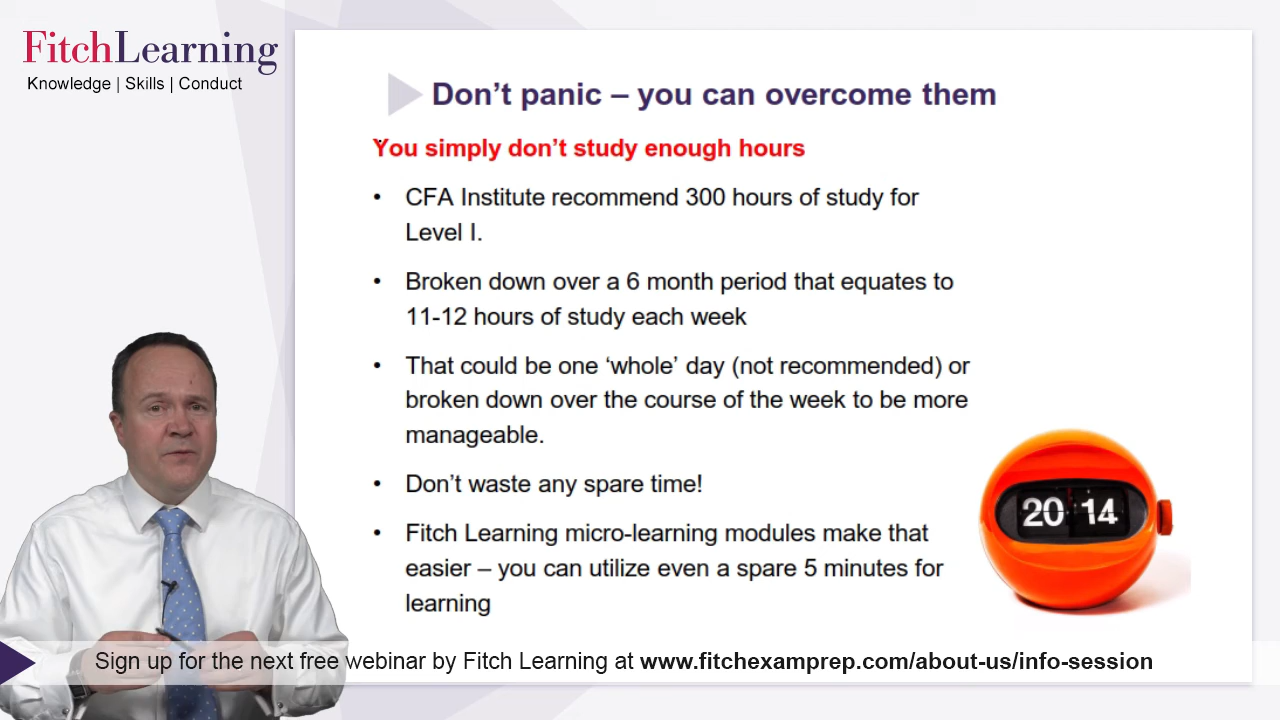 FitchLearning
Knowledge | Skills | Conduct
Don't panic – you can overcome them
You simply don't study enough hours
• CFA Institute recommend 300 hours of study for
Level I.
• Broken down over a 6 month period that equates to
11-12 hours of study each week
• That could be one ‘whole’ day (not recommended) or
broken down over the course of the week to be more
manageable.
• Don't waste any spare time!
• Fitch Learning micro-learning modules make that
easier – you can utilize even a spare 5 minutes for
learning
20 14
Sign up for the next free webinar by Fitch Learning at www.fitchexamprep.com/about-us/info-session